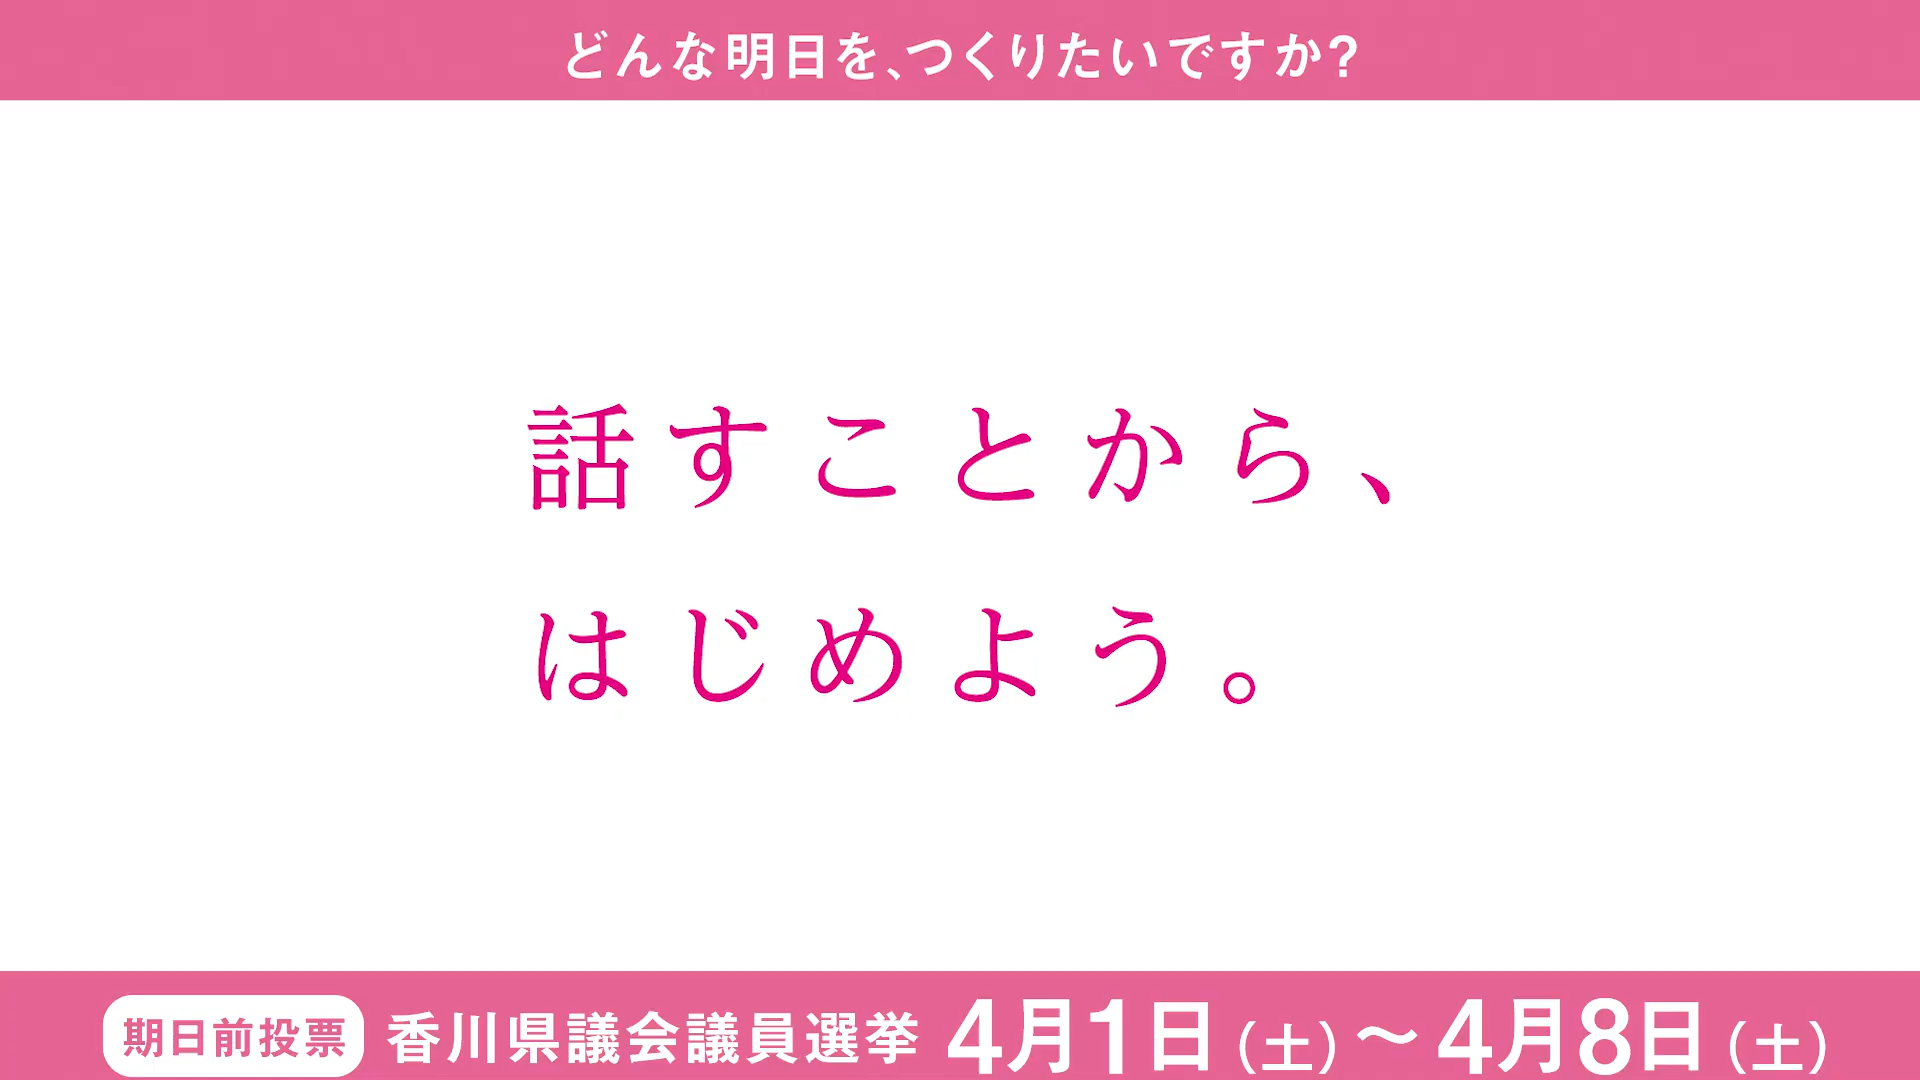 どんな明日を、つくりたいですか？
話すことから、
はじめよう。
期日前投票 香川県議会議員選挙 4月1日（土）～4月8日（土）